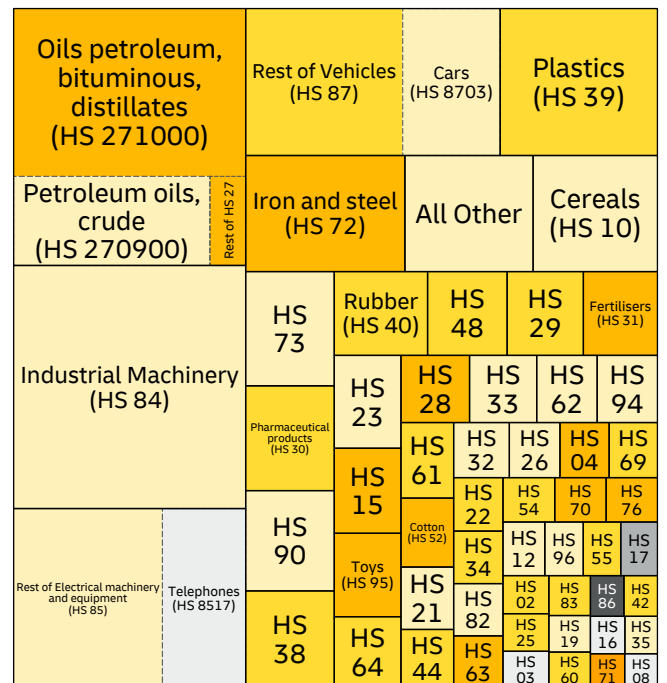 Oils petroleum,
bituminous,
distillates
(HS 271000)
Petroleum oils,
crude
(HS 270900)
Rest of HS 27
Rest of Vehicles
(HS 87)
Cars
(HS 8703)
Plastics
(HS 39)
Iron and steel
(HS 72)
All Other
Cereals
(HS 10)
Industrial Machinery
(HS 84)
Rest of Electrical machinery
and equipment
(HS 85)
Telephones
(HS 8517)
HS
73
Pharmaceutical
products
(HS 30)
HS
90
HS
38
Rubber
(HS 40)
HS
48
HS
29
Fertilisers
(HS 31)
HS
23
HS
15
Toys
(HS 95)
HS
64
HS
28
HS
33
HS
62
HS
94
HS
61
Cotton
(HS 52)
HS
21
HS
44
HS
32
HS
26
HS
04
HS
69
HS
22
HS
54
HS
70
HS
76
HS
34
HS
12
HS
96
HS
55
HS
17
HS
82
HS
63
HS
02
HS
83
HS
86
HS
42
HS
25
HS
19
HS
16
HS
35
HS
03
HS
60
HS
71
HS
08